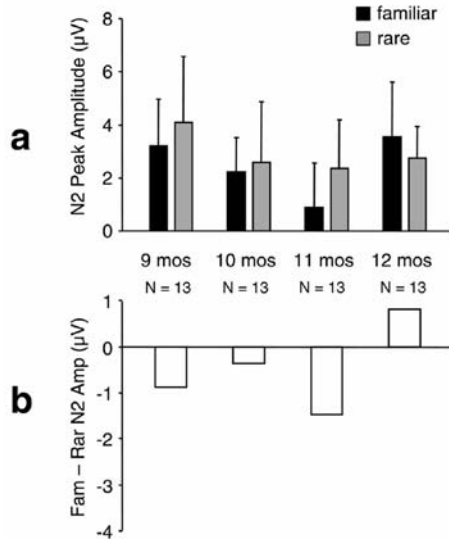 familiar
rare
a
N2 Peak Amplitude (µV)
8
6
4
2
0
9 mos 10 mos 11 mos 12 mos
N = 13 N = 13 N = 13 N = 13
b
Fam – Rar N2 Amp (µV)
1
0
-1
-2
-3
-4